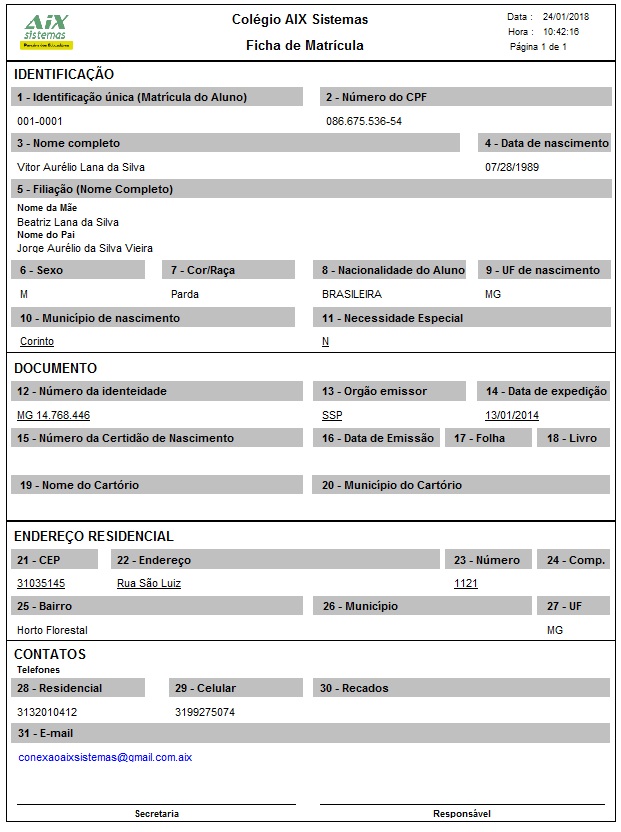 AIX
sistemas
Parceira dos Educadores
Colégio AIX Sistemas
Ficha de Matrícula
Data : 24/01/2018
Hora : 10:42:16
Página 1 de 1
IDENTIFICAÇÃO
1 - Identificação única (Matrícula do Aluno) 2 - Número do CPF
001-0001 086.675.536-54
3 - Nome completo 4 - Data de nascimento
Vitor Aurélio Lana da Silva 07/28/1989
5 - Filiação (Nome Completo)
Nome da Mãe
Beatriz Lana da Silva
Nome do Pai
Jorge Aurélio da Silva Vieira
6 - Sexo 7 - Cor/Raça 8 - Nacionalidade do Aluno 9 - UF de nascimento
M Parda BRASILEIRA MG
10 - Município de nascimento 11 - Necessidade Especial
Corinto N
DOCUMENTO
12 - Número da identeidade 13 - Orgão emissor 14 - Data de expedição
MG 14.768.446 SSP 13/01/2014
15 - Número da Certidão de Nascimento 16 - Data de Emissão 17 - Folha 18 - Livro
19 - Nome do Cartório 20 - Município do Cartório
ENDEREÇO RESIDENCIAL
21 - CEP 22 - Endereço 23 - Número 24 - Comp.
31035145 Rua São Luiz 1121
25 - Bairro 26 - Município 27 - UF
Horto Florestal MG
CONTATOS
Telefones
28 - Residencial 29 - Celular 30 - Recados
3132010412 3199275074
31 - E-mail
conexaoaixsistemas@gmail.com.aix
Secretaria Responsável